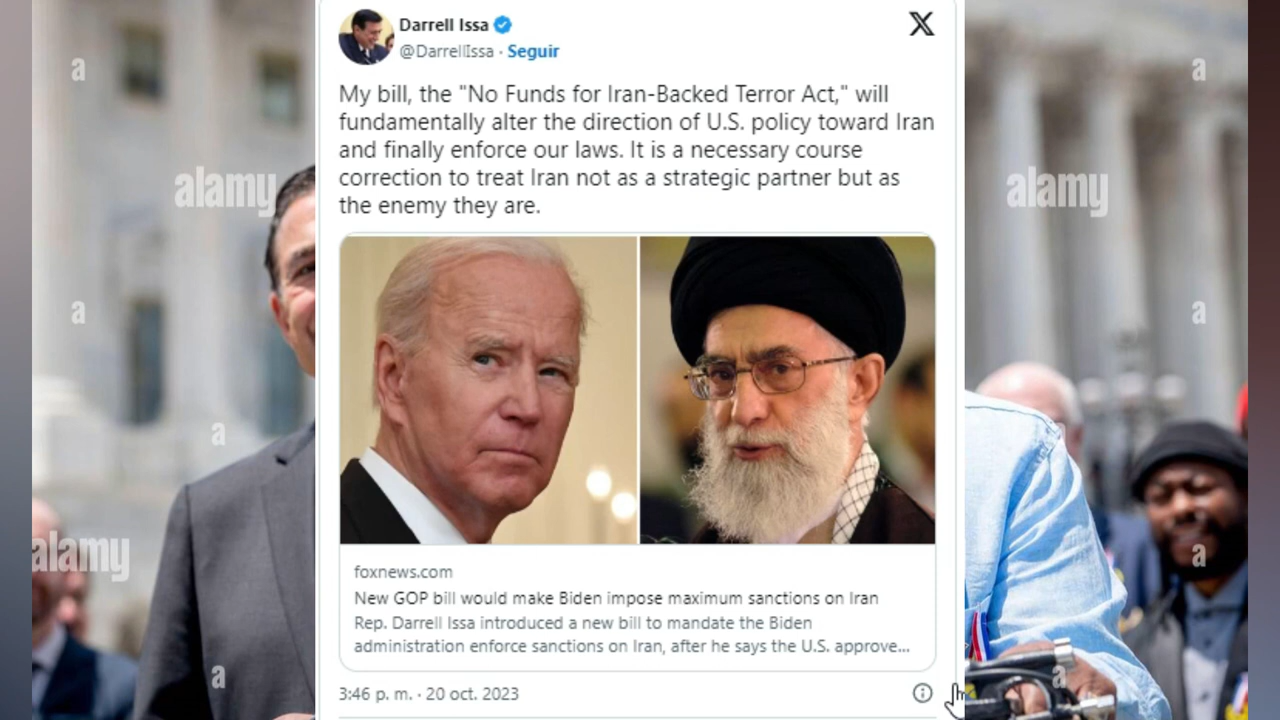 Darrell Issa
X
@DarrellIssa · Seguir
My bill, the "No Funds for Iran-Backed Terror Act," will
fundamentally alter the direction of U.S. policy toward Iran
and finally enforce our laws. It is a necessary course
correction to treat Iran not as a strategic partner but as
the enemy they are.
foxnews.com
New GOP bill would make Biden impose maximum sanctions on Iran
Rep. Darrell Issa introduced a new bill to mandate the Biden
administration enforce sanctions on Iran, after he says the U.S. approve...
3:46 p. m. · 20 oct. 2023
a
a
alamy
alamy
a
a
a
alamy
a
a